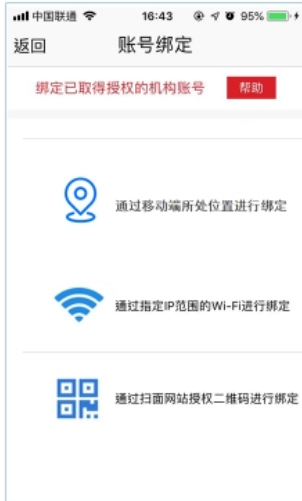 中国联通 16:43 95%
返回 账号绑定
绑定已取得授权的机构账号 帮助
通过移动端所处位置进行绑定
通过指定IP范围的Wi-Fi进行绑定
通过扫面网站授权二维码进行绑定